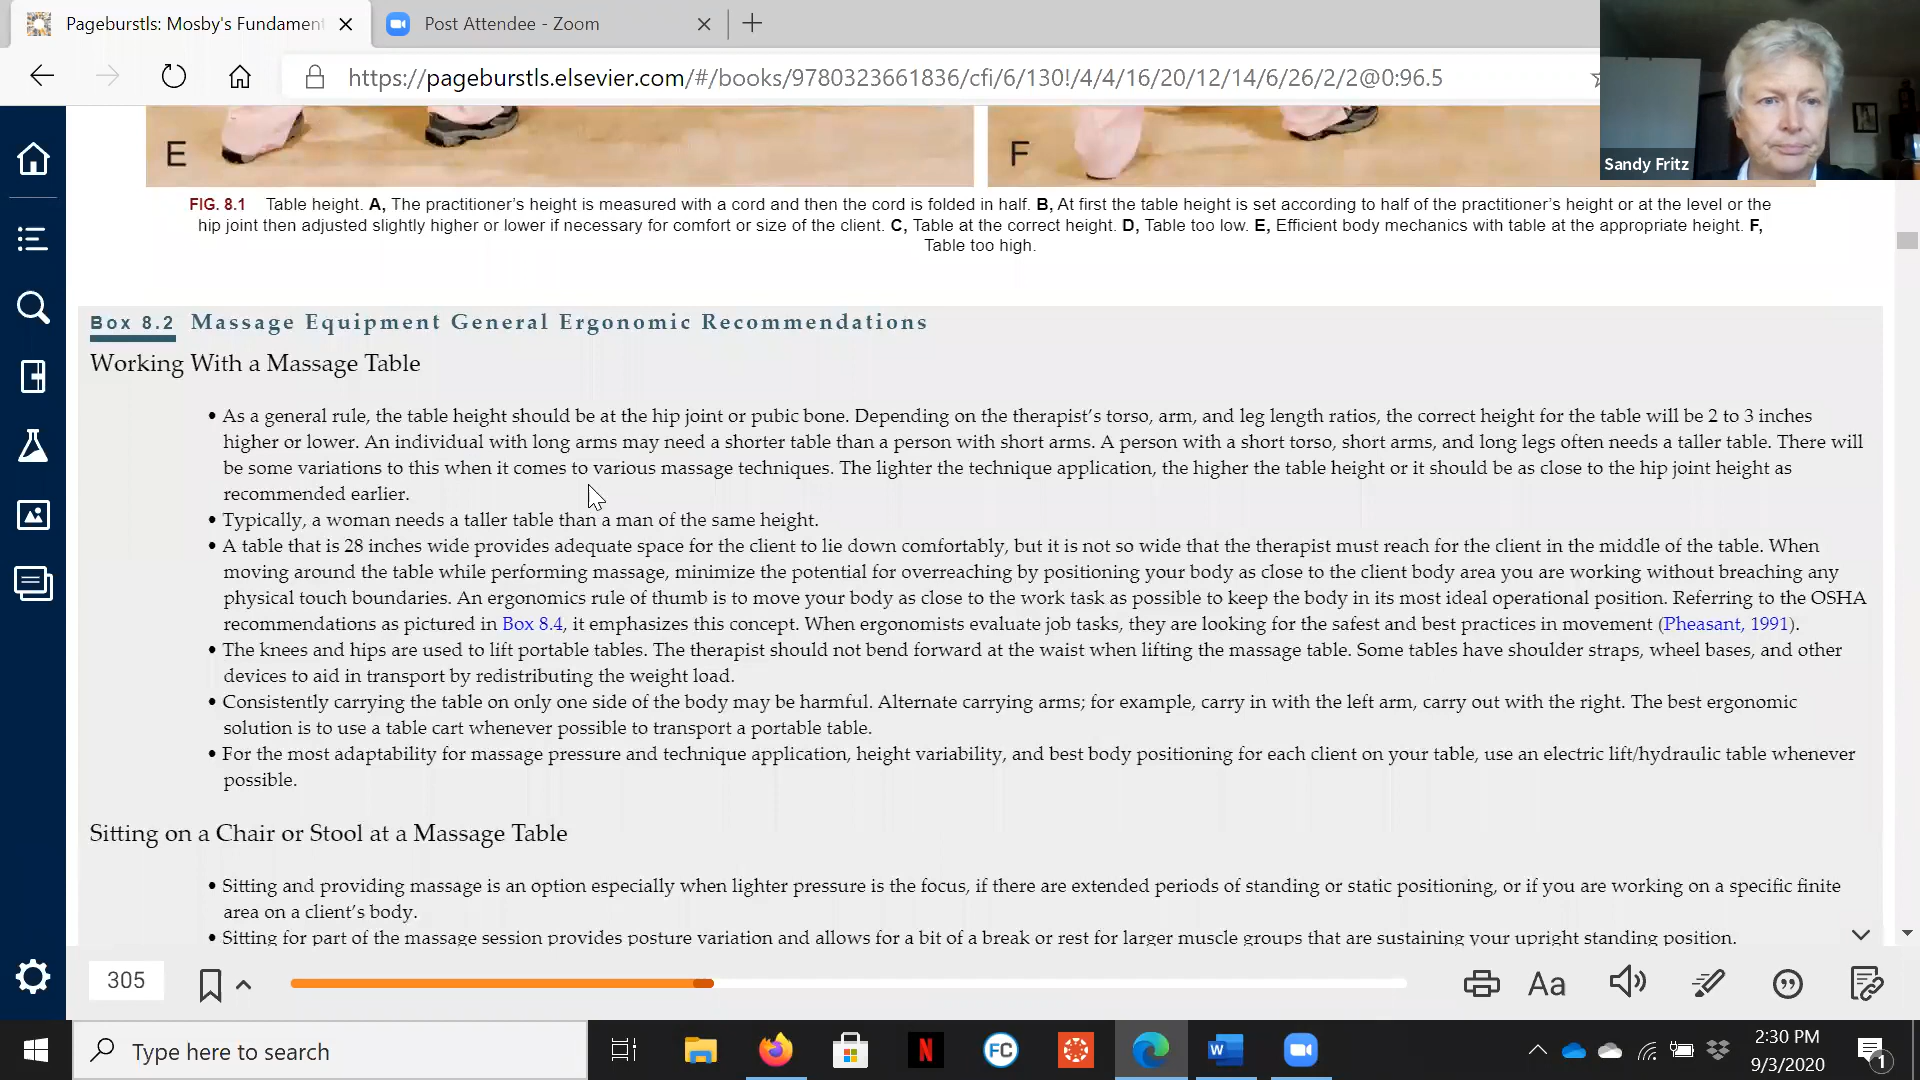 Pageburstls: Mosby's Fundament
Post Attendee - Zoom
https://pageburstls.elsevier.com/#/books/9780323661836/cfi/6/130!/4/4/16/20/12/14/6/26/2/2@0:96.5
Sandy Fritz
E
F
FIG. 8.1 Table height. A, The practitioner's height is measured with a cord and then the cord is folded in half. B, At first the table height is set according to half of the practitioner's height or at the level or the
hip joint then adjusted slightly higher or lower if necessary for comfort or size of the client. C, Table at the correct height. D, Table too low. E, Efficient body mechanics with table at the appropriate height. F,
Table too high.
Box 8.2 Massage Equipment General Ergonomic Recommendations
Working With a Massage Table
• As a general rule, the table height should be at the hip joint or pubic bone. Depending on the therapist's torso, arm, and leg length ratios, the correct height for the table will be 2 to 3 inches
higher or lower. An individual with long arms may need a shorter table than a person with short arms. A person with a short torso, short arms, and long legs often needs a taller table. There will
be some variations to this when it comes to various massage techniques. The lighter the technique application, the higher the table height or it should be as close to the hip joint height as
recommended earlier.
• Typically, a woman needs a taller table than a man of the same height.
• A table that is 28 inches wide provides adequate space for the client to lie down comfortably, but it is not so wide that the therapist must reach for the client in the middle of the table. When
moving around the table while performing massage, minimize the potential for overreaching by positioning your body as close to the client body area you are working without breaching any
physical touch boundaries. An ergonomics rule of thumb is to move your body as close to the work task as possible to keep the body in its most ideal operational position. Referring to the OSHA
recommendations as pictured in Box 8.4, it emphasizes this concept. When ergonomists evaluate job tasks, they are looking for the safest and best practices in movement (Pheasant, 1991).
• The knees and hips are used to lift portable tables. The therapist should not bend forward at the waist when lifting the massage table. Some tables have shoulder straps, wheel bases, and other
devices to aid in transport by redistributing the weight load.
• Consistently carrying the table on only one side of the body may be harmful. Alternate carrying arms; for example, carry in with the left arm, carry out with the right. The best ergonomic
solution is to use a table cart whenever possible to transport a portable table.
• For the most adaptability for massage pressure and technique application, height variability, and best body positioning for each client on your table, use an electric lift/hydraulic table whenever
possible.
Sitting on a Chair or Stool at a Massage Table
• Sitting and providing massage is an option especially when lighter pressure is the focus, if there are extended periods of standing or static positioning, or if you are working on a specific finite
area on a client's body.
• Sitting for part of the massage session provides posture variation and allows for a bit of a break or rest for larger muscle groups that are sustaining your upright standing position.
305
Aa
Type here to search
N
FC
W
2:30 PM
9/3/2020
1